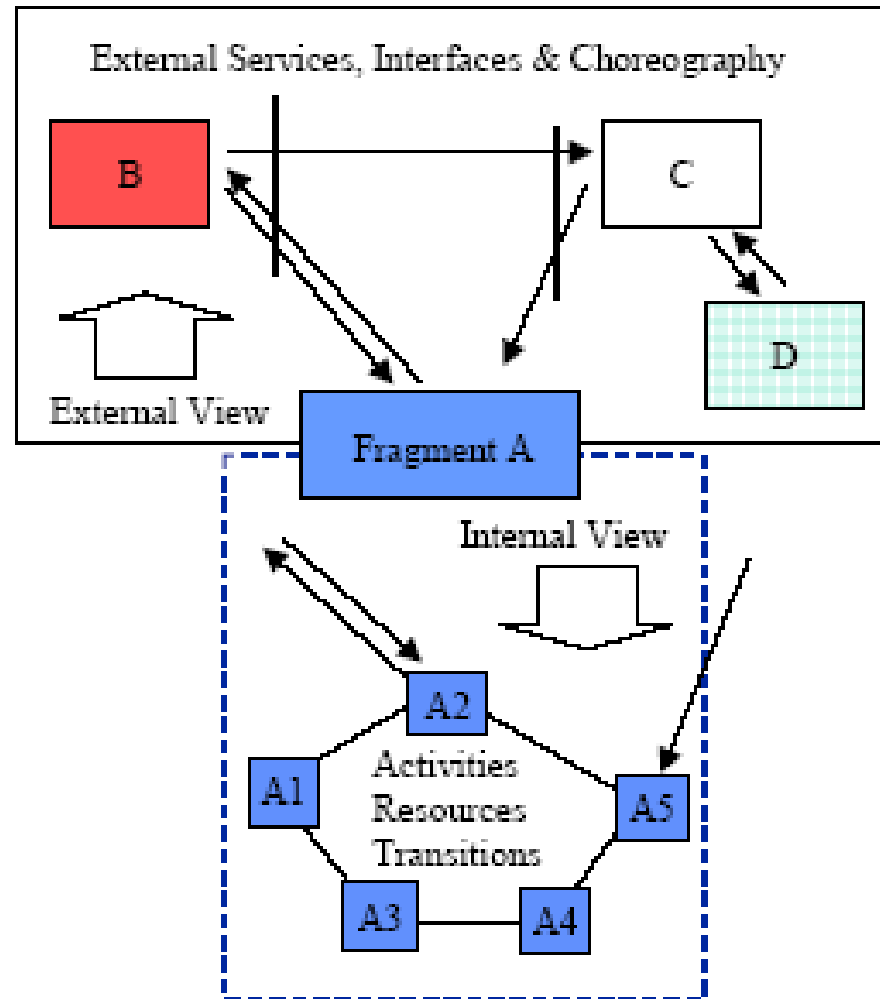 External Services, Interfaces & Choreography
B
C
D
External View
Fragment A
Internal View
A2
Activities
A1
Resources
A5
Transitions
A3
A4